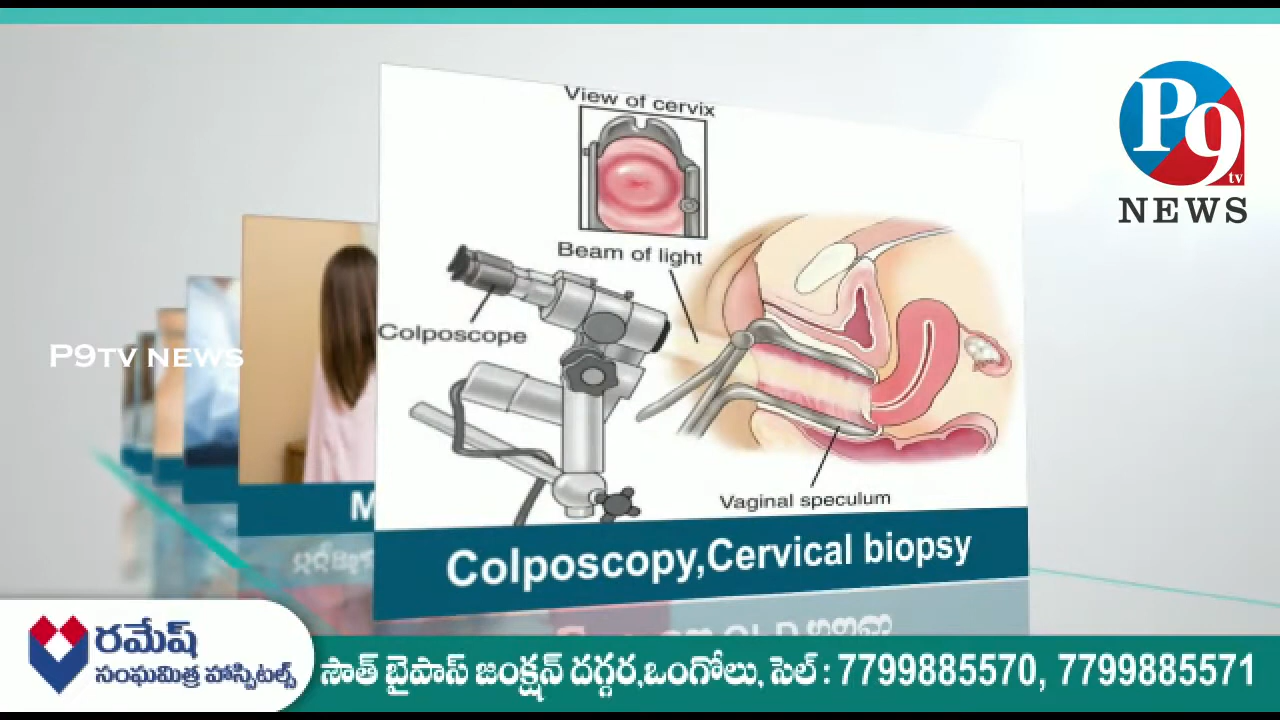 View of cervix
P9
tv
NEWS
Beam of light
Colposcope
P9TV NEWS
Vaginal speculum
M
Colposcopy,Cervical biopsy
రమేష్
సంఘమిత్ర హాస్పిటల్స్
సౌత్ బైపాస్ జంక్షన్ దగ్గర,ఒంగోలు, సెల్ : 7799885570, 7799885571